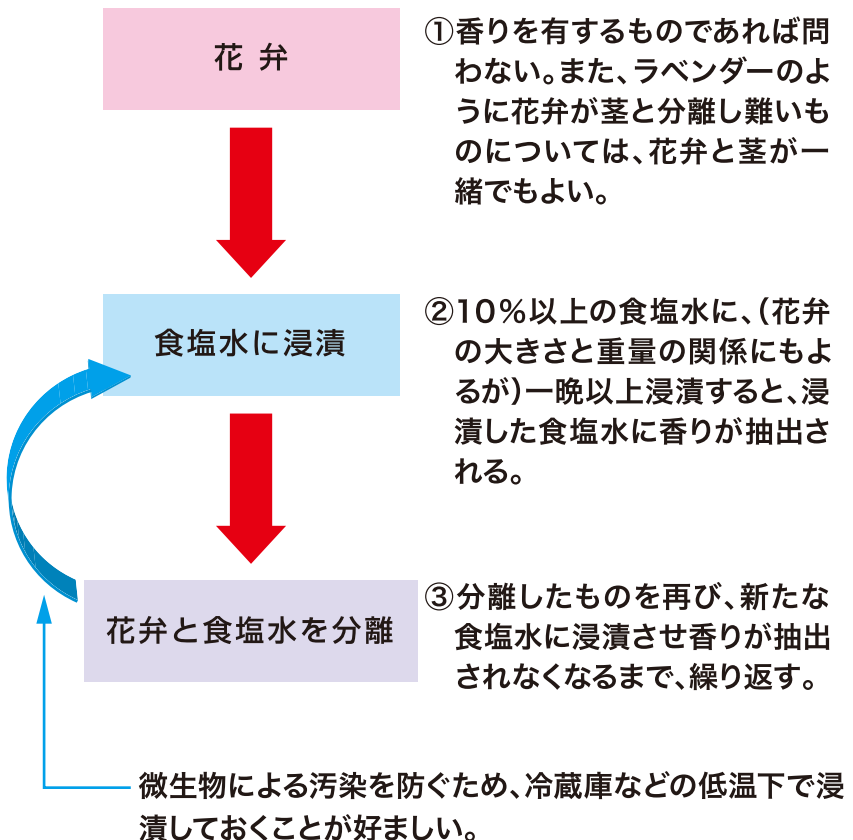 花 弁
①香りを有するものであれば問
わない。また、ラベンダーのよ
うに花弁が茎と分離し難いも
のについては、花弁と茎が一
緒でもよい。
食塩水に浸漬
②10％以上の食塩水に、（花弁
の大きさと重量の関係にもよ
るが）一晩以上浸漬すると、浸
漬した食塩水に香りが抽出さ
れる。
花弁と食塩水を分離
③分離したものを再び、新たな
食塩水に浸漬させ香りが抽出
されなくなるまで、繰り返す。
微生物による汚染を防ぐため、冷蔵庫などの低温下で浸
漬しておくことが好ましい。